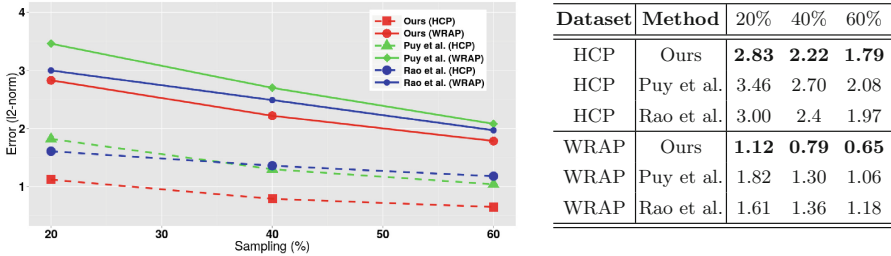 Error (l2-norm)
4
3
2
1
20
30
40
50
60
Sampling (%)
Ours (HCP)
Ours (WRAP)
Puy et al. (HCP)
Puy et al. (WRAP)
Rao et al. (HCP)
Rao et al. (WRAP)
Dataset Method 20% 40% 60%
HCP Ours 2.83 2.22 1.79
HCP Puy et al. 3.46 2.70 2.08
HCP Rao et al. 3.00 2.4 1.97
WRAP Ours 1.12 0.79 0.65
WRAP Puy et al. 1.82 1.30 1.06
WRAP Rao et al. 1.61 1.36 1.18